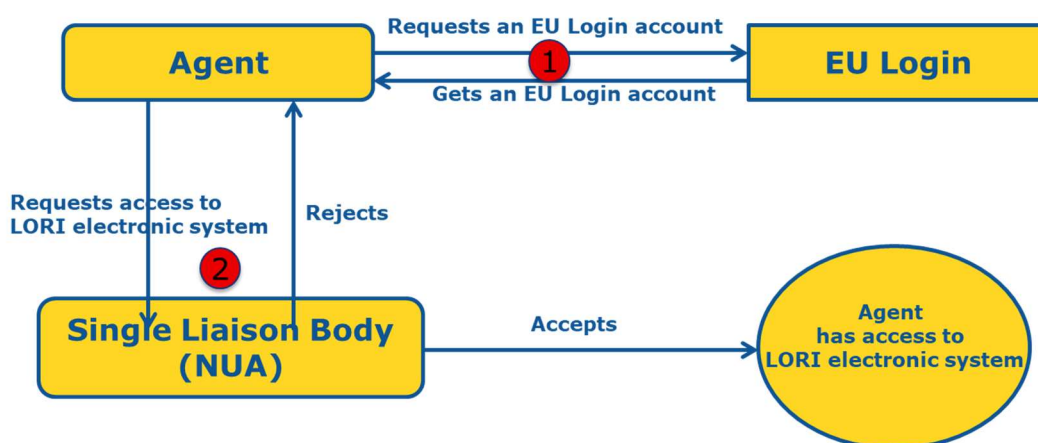 Requests an EU Login account
Agent
1
EU Login
Gets an EU Login account
Requests access to
LORI electronic system
Rejects
2
Single Liaison Body
(NUA)
Accepts
Agent
has access to
LORI electronic system